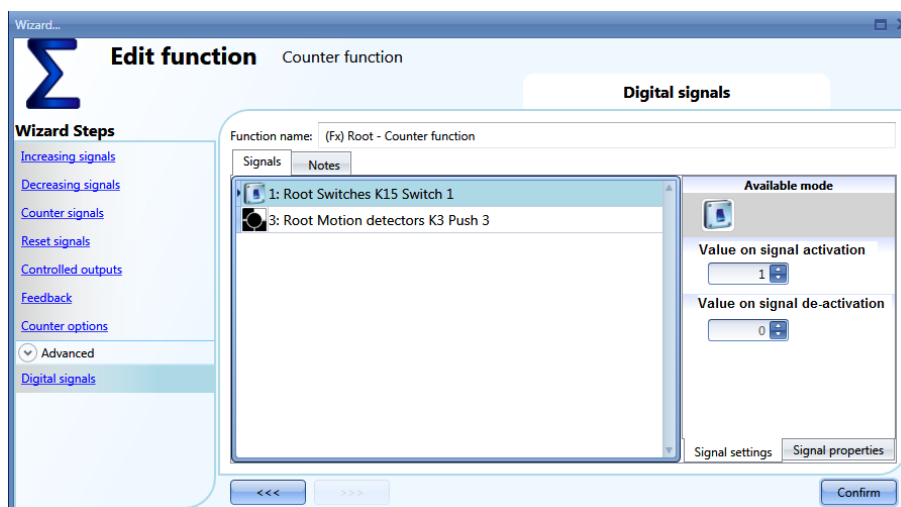 Wizard...
Edit function Counter function
Digital signals
Wizard Steps
Increasing signals
Decreasing signals
Counter signals
Reset signals
Controlled outputs
Feedback
Counter options
Advanced
Digital signals
Function name: (Fx) Root - Counter function
Signals Notes
1: Root Switches K15 Switch 1
3: Root Motion detectors K3 Push 3
Available mode
Value on signal activation
1
Value on signal de-activation
0
Signal settings Signal properties
<<< >>> Confirm